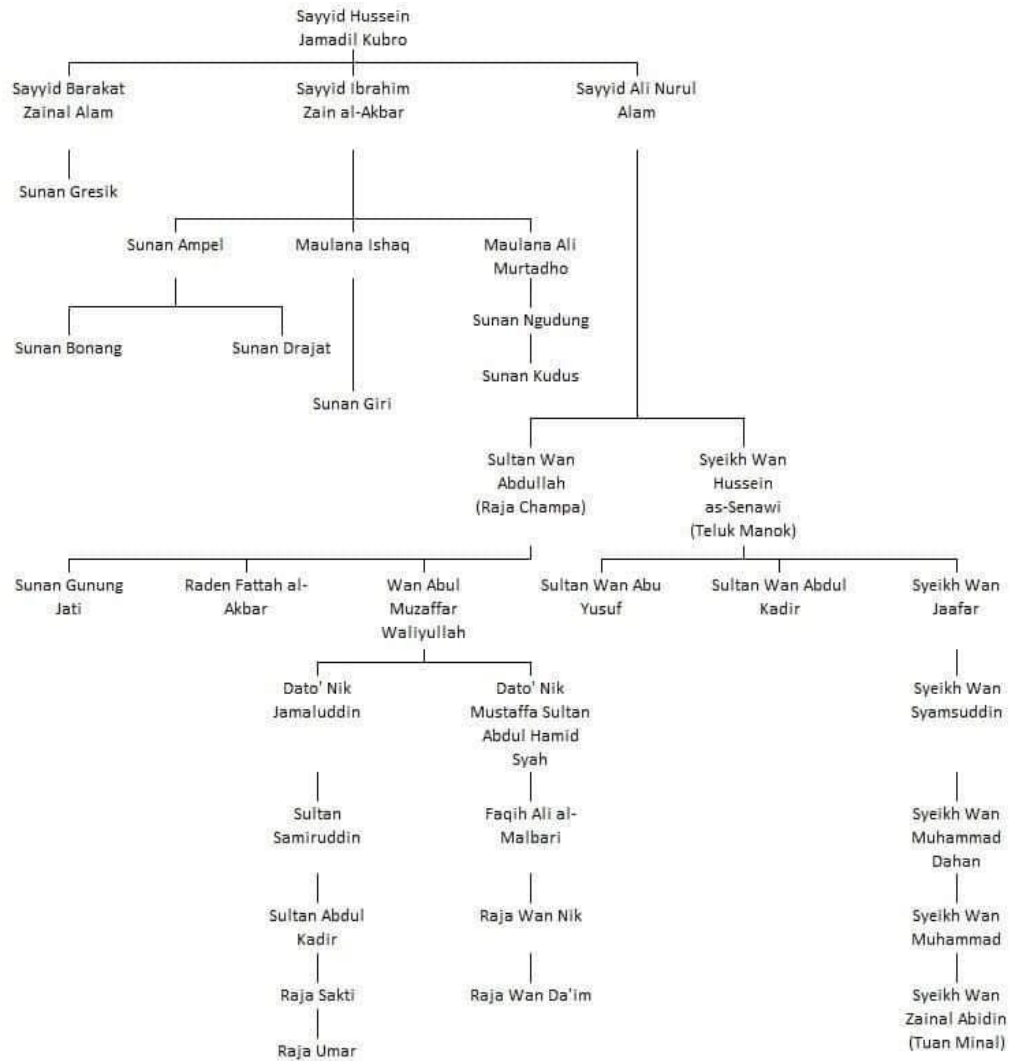 Sayyid Hussein
Jamadil Kubro
Sayyid Barakat
Zainal Alam
Sayyid Ibrahim
Zain al-Akbar
Sayyid Ali Nurul
Alam
Sunan Gresik
Sunan Ampel
Maulana Ishaq
Maulana Ali
Murtadho
Sunan Ngudung
Sunan Bonang
Sunan Drajat
Sunan Kudus
Sunan Giri
Sultan Wan
Abdullah
(Raja Champa)
Syeikh Wan
Hussein
as-Senawi
(Teluk Manok)
Sunan Gunung
Jati
Raden Fattah al-
Akbar
Wan Abul
Muzaffar
Waliyullah
Sultan Wan Abu
Yusuf
Sultan Wan Abdul
Kadir
Syeikh Wan
Jaafar
Dato' Nik
Jamaluddin
Dato' Nik
Mustaffa Sultan
Abdul Hamid
Syah
Syeikh Wan
Syamsuddin
Sultan
Samiruddin
Faqih Ali al-
Malbari
Syeikh Wan
Muhammad
Dahan
Sultan Abdul
Kadir
Raja Wan Nik
Syeikh Wan
Muhammad
Raja Sakti
Raja Wan Da'im
Syeikh Wan
Zainal Abidin
(Tuan Minal)
Raja Umar